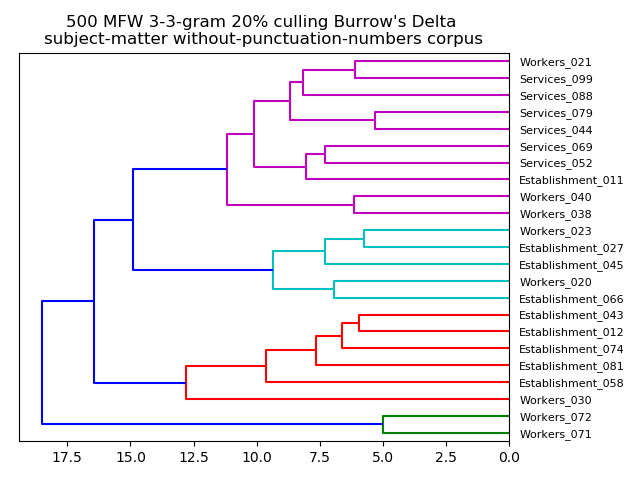 500 MFW 3-3-gram 20% culling Burrow's Delta
subject-matter without-punctuation-numbers corpus
Workers_021
Services_099
Services_088
Services_079
Services_044
Services_069
Services_052
Establishment_011
Workers_040
Workers_038
Workers_023
Establishment_027
Establishment_045
Workers_020
Establishment_066
Establishment_043
Establishment_012
Establishment_074
Establishment_081
Establishment_058
Workers_030
Workers_072
Workers_071
17.5 15.0 12.5 10.0 7.5 5.0 2.5 0.0